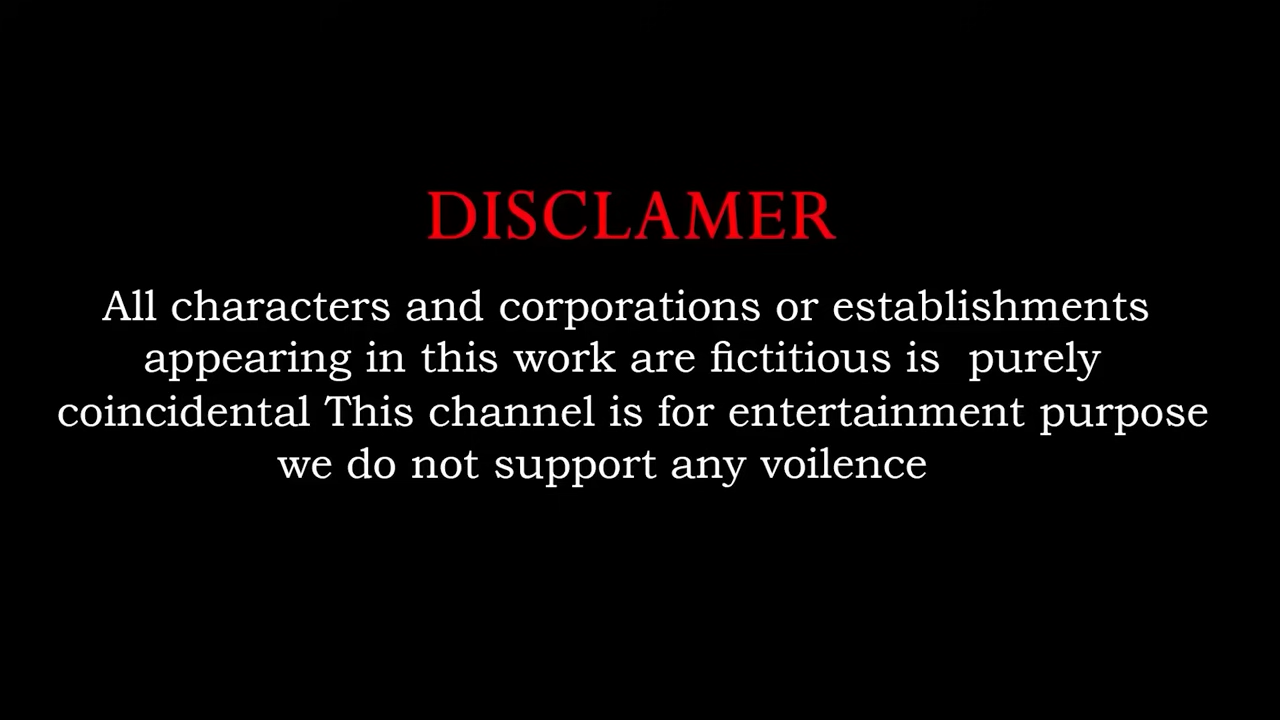 DISCLAMER
All characters and corporations or establishments
appearing in this work are fictitious is  purely
coincidental This channel is for entertainment purpose
we do not support any voilence